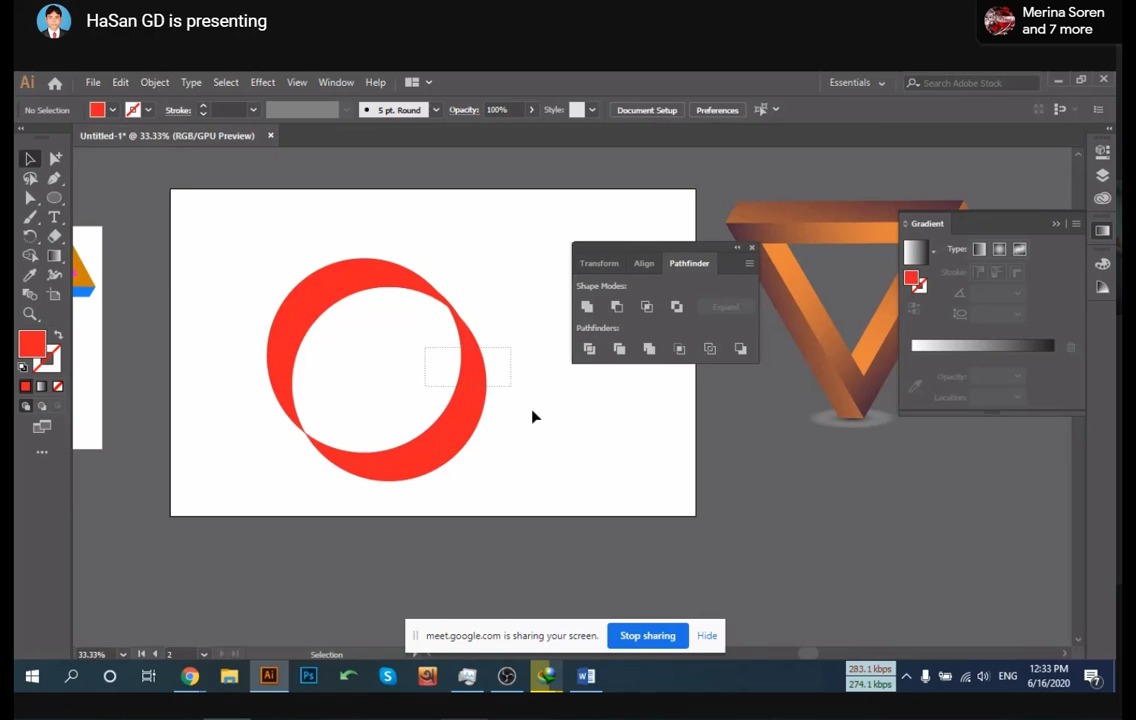 HaSan GD is presenting
Merina Soren
and 7 more
Ai
File Edit Object Type Select Effect View Window Help
Essentials
Search Adobe Stock
No Selection
Stroke:
5 pt. Round
Opacity: 100%
Style:
Document Setup
Preferences
Untitled-1* @ 33.33% (RGB/GPU Preview)
Gradient
Type:
Stroke:
Opacity:
Location:
Transform Align Pathfinder
Shape Modes:
Expand
Pathfinders:
meet.google.com is sharing your screen.
Stop sharing
Hide
33.33%
2
Selection
Ai
Ps
283.1 kbps
274.1 kbps
ENG
12:33 PM
6/16/2020
7